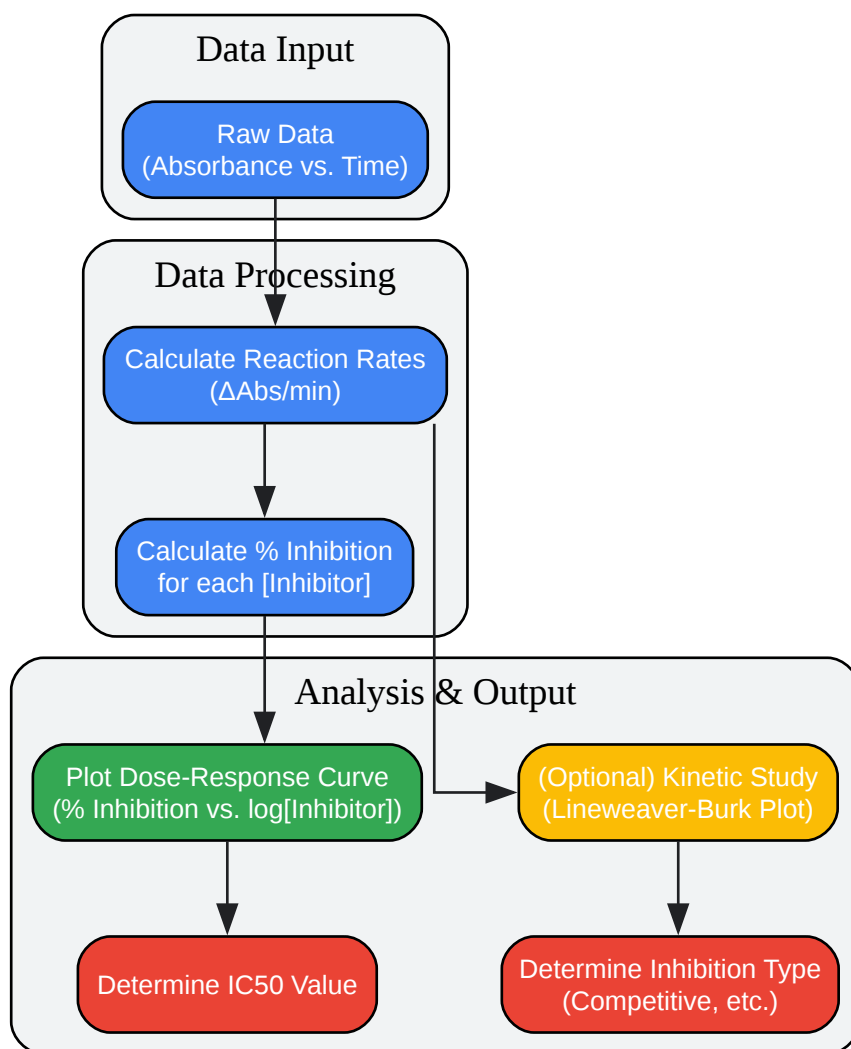 Data Input
Raw Data
(Absorbance vs. Time)
Data Processing
Calculate Reaction Rates
(ΔAbs/min)
Calculate % Inhibition
for each [Inhibitor]
Analysis & Output
Plot Dose-Response Curve
(% Inhibition vs. log[Inhibitor])
(Optional) Kinetic Study
(Lineweaver-Burk Plot)
Determine IC50 Value
Determine Inhibition Type
(Competitive, etc.)